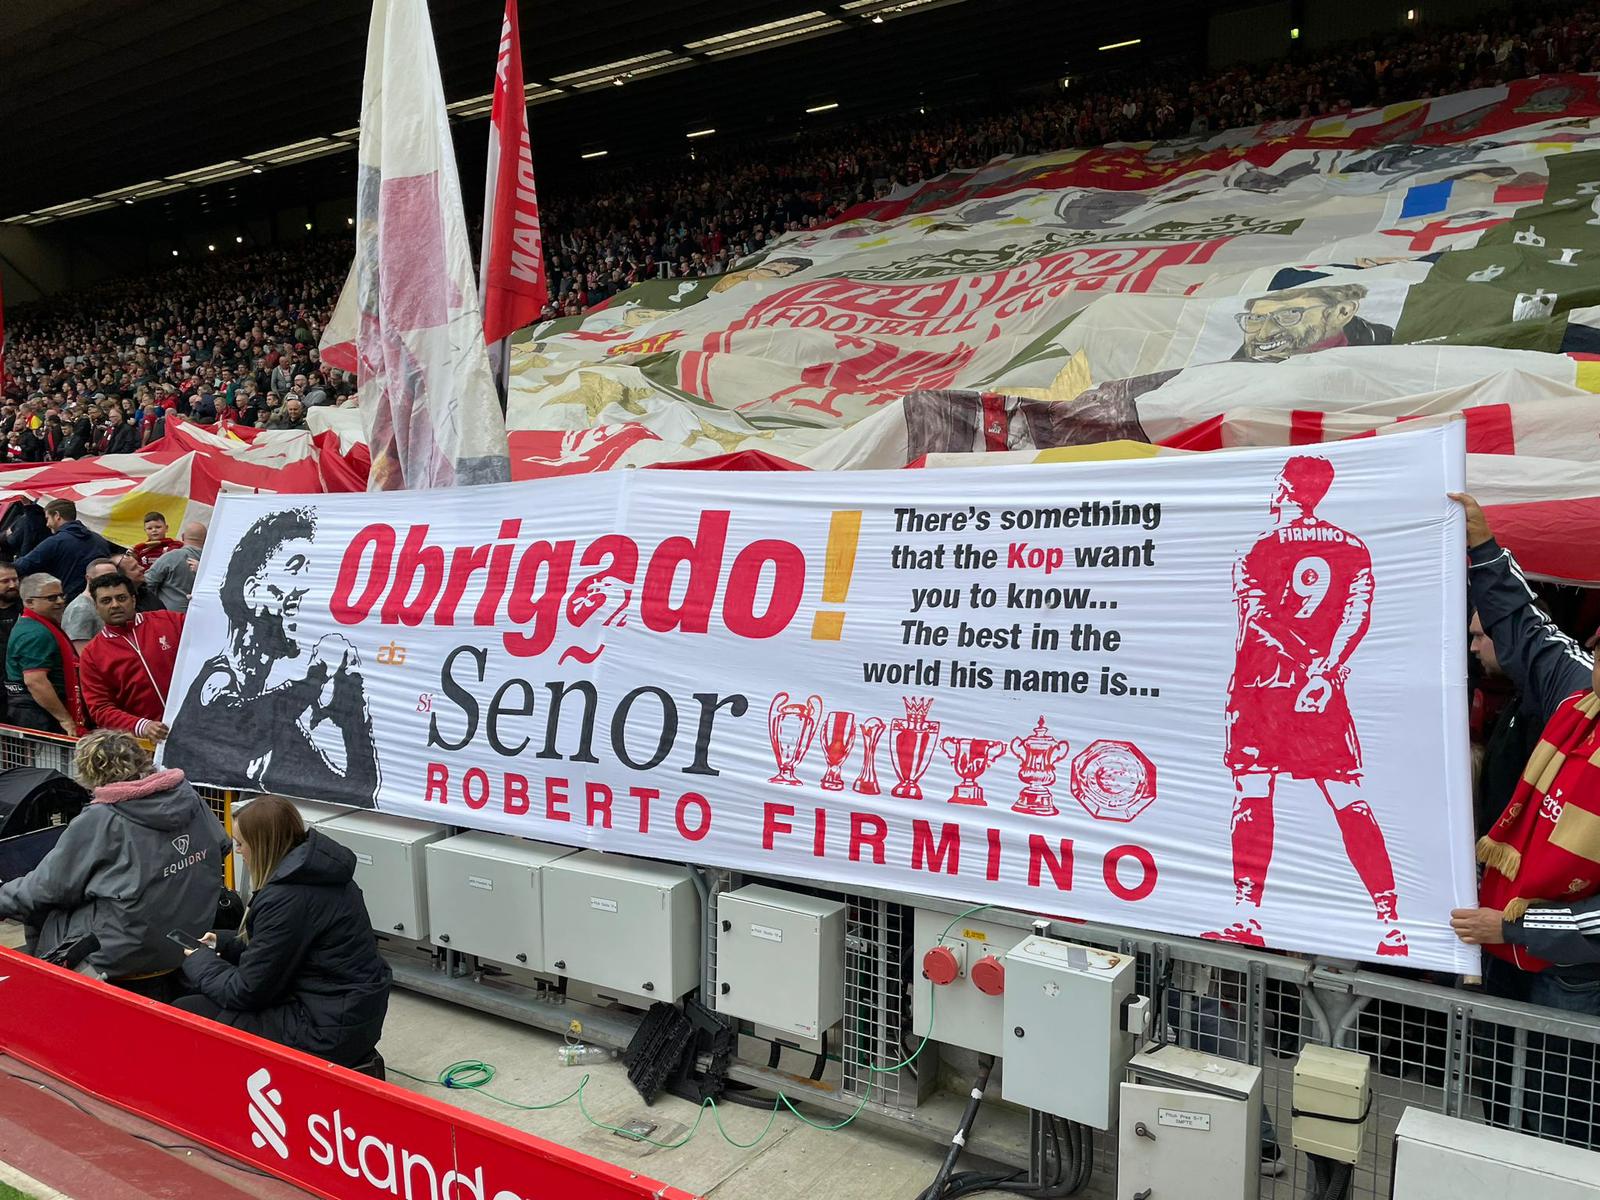 LIVERPOOL
FOOTBALL CLUB
Obrigado!
Sí Señor
ROBERTO FIRMINO
There's something
that the Kop want
you to know...
The best in the
world his name is...
FIRMINO
9
EQUIDRY